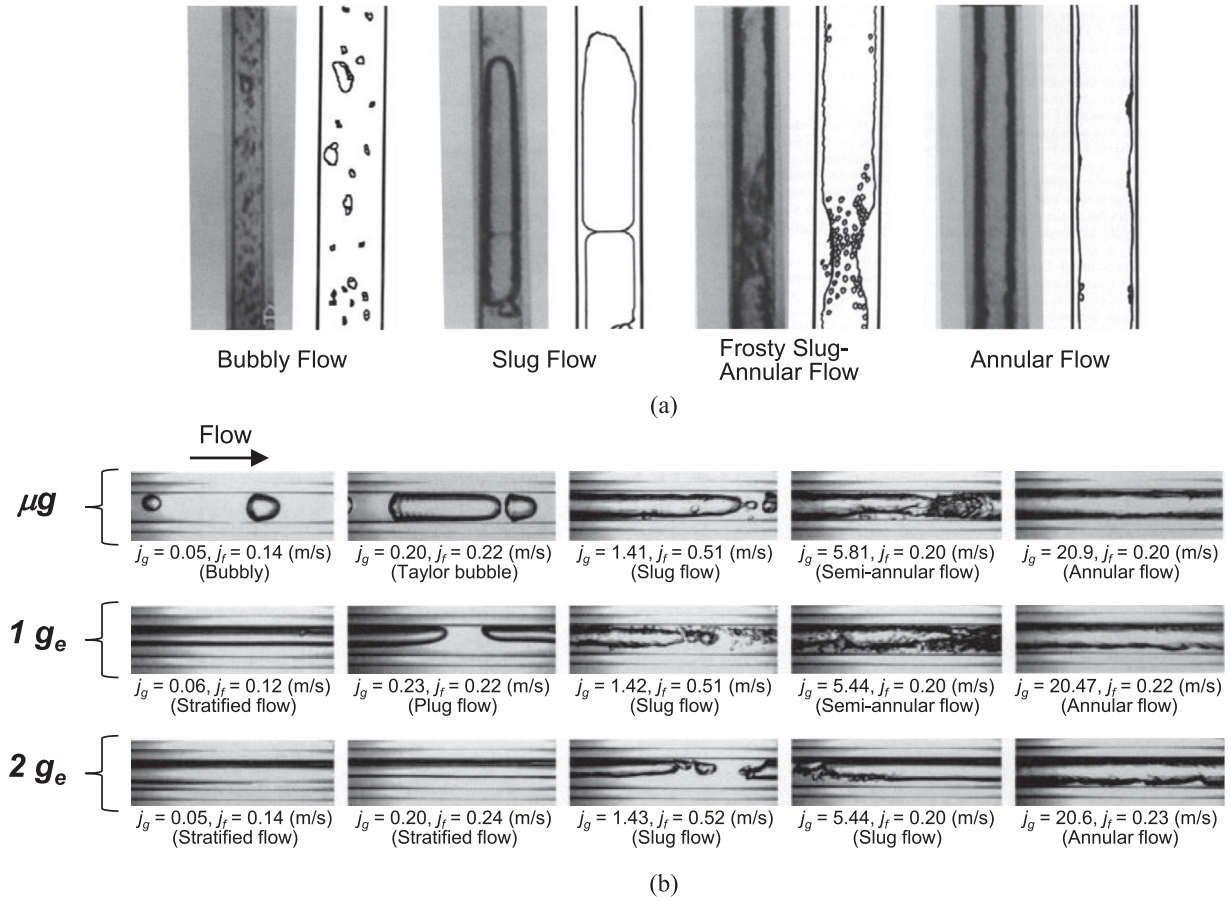 Bubbly Flow
Slug Flow
Frosty Slug-
Annular Flow
Annular Flow
(a)
Flow
μg
j_g = 0.05, j_f = 0.14 (m/s)
(Bubbly)
j_g = 0.20, j_f = 0.22 (m/s)
(Taylor bubble)
j_g = 1.41, j_f = 0.51 (m/s)
(Slug flow)
j_g = 5.81, j_f = 0.20 (m/s)
(Semi-annular flow)
j_g = 20.9, j_f = 0.20 (m/s)
(Annular flow)
1 g_e
j_g = 0.06, j_f = 0.12 (m/s)
(Stratified flow)
j_g = 0.23, j_f = 0.22 (m/s)
(Plug flow)
j_g = 1.42, j_f = 0.51 (m/s)
(Slug flow)
j_g = 5.44, j_f = 0.20 (m/s)
(Semi-annular flow)
j_g = 20.47, j_f = 0.22 (m/s)
(Annular flow)
2 g_e
j_g = 0.05, j_f = 0.14 (m/s)
(Stratified flow)
j_g = 0.20, j_f = 0.24 (m/s)
(Stratified flow)
j_g = 1.43, j_f = 0.52 (m/s)
(Slug flow)
j_g = 5.44, j_f = 0.20 (m/s)
(Slug flow)
j_g = 20.6, j_f = 0.23 (m/s)
(Annular flow)
(b)